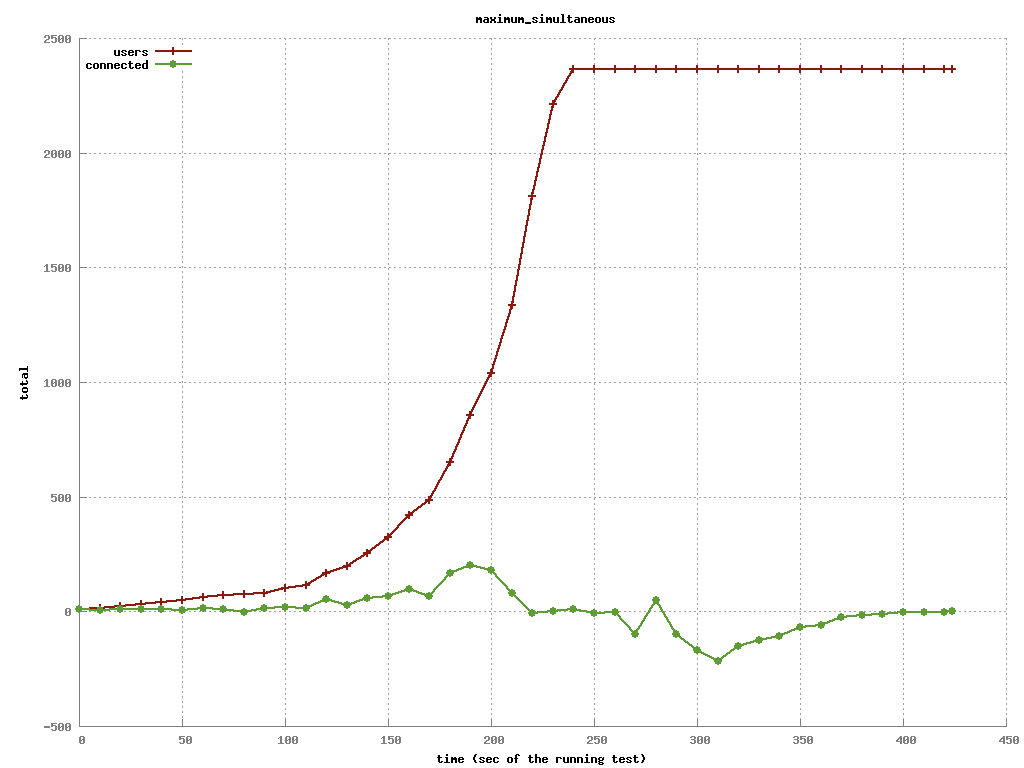 maximum_simultaneous
2500
users
connected
2000
1500
1000
total
500
0
-500
0 50 100 150 200 250 300 350 400 450
time (sec of the running test)